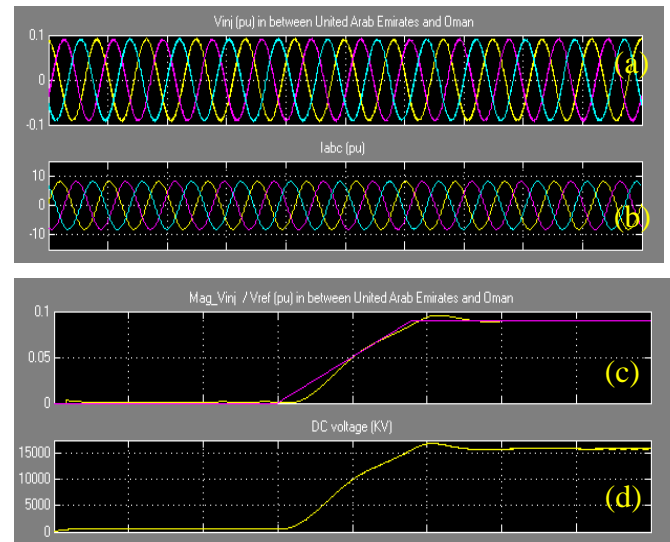 Vinj (pu) in between United Arab Emirates and Oman
0.1
(a)
0
-0.1
Iabc (pu)
10
0
(b)
-10
Mag_Vinj / Vref (pu) in between United Arab Emirates and Oman
0.1
0.05
(c)
0
DC voltage (KV)
15000
10000
5000
(d)
0